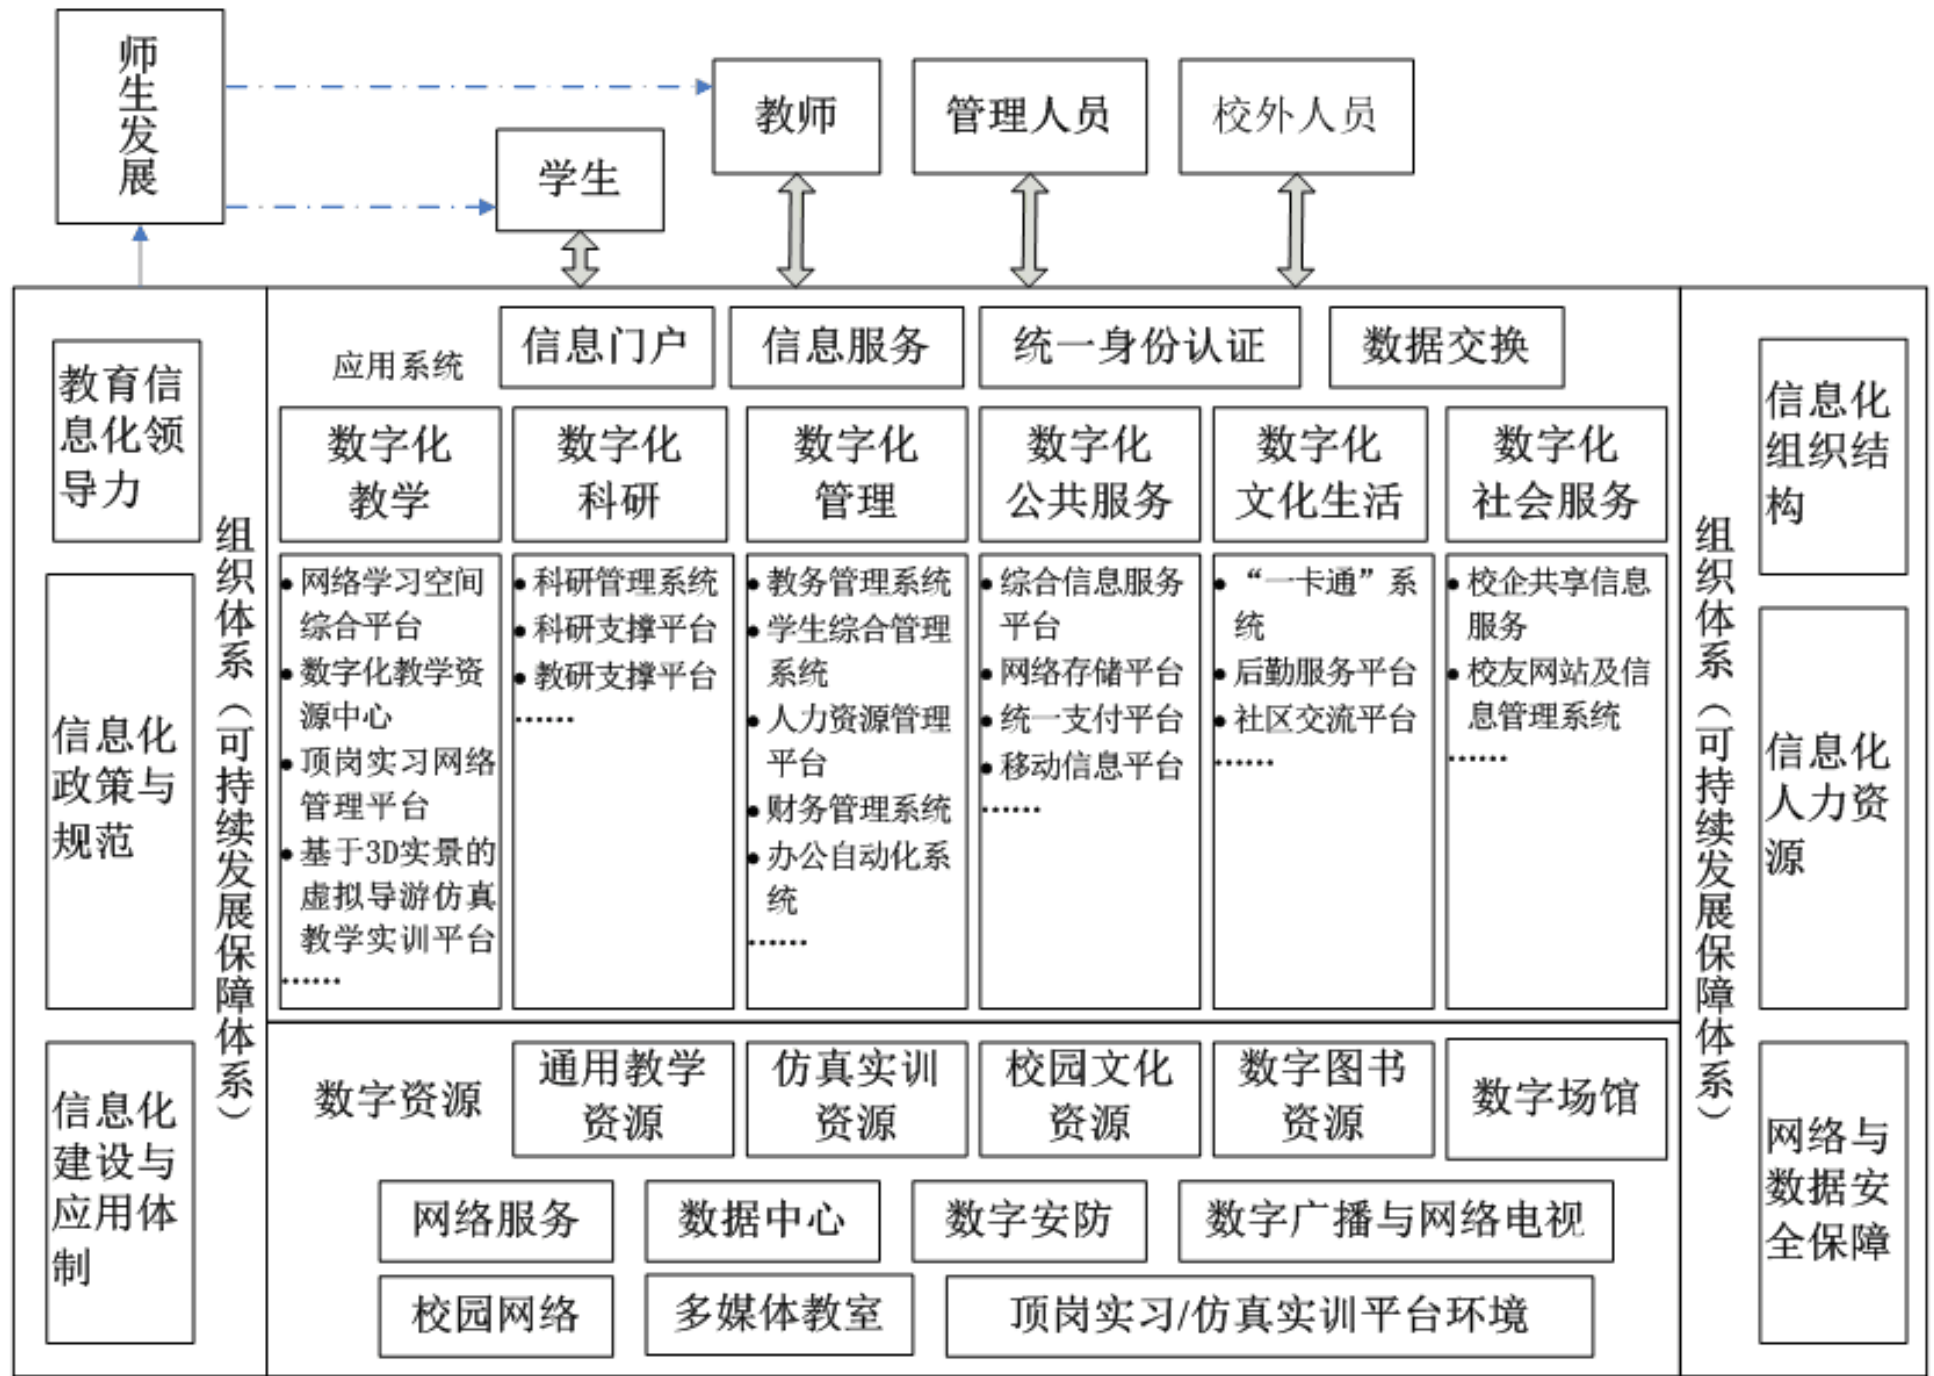 师
生
发
展
教师
管理人员
校外人员
学生
应用系统
信息门户
信息服务
统一身份认证
数据交换
教育信
息化领
导力
信息化
政策与
规范
信息化
建设与
应用体
制
组织体系（可持续发展保障体系）
数字化
教学
数字化
科研
数字化
管理
数字化
公共服务
数字化
文化生活
数字化
社会服务
●网络学习空间
综合平台
●数字化教学资
源中心
●顶岗实习网络
管理平台
●基于3D实景的
虚拟导游仿真
教学实训平台
……
●科研管理系统
●科研支撑平台
●教研支撑平台
……
●教务管理系统
●学生综合管理
系统
●人力资源管理
平台
●财务管理系统
●办公自动化系
统
……
●综合信息服务
平台
●网络存储平台
●统一支付平台
●移动信息平台
……
●“一卡通”系
统
●后勤服务平台
●社区交流平台
……
●校企共享信息
服务
●校友网站及信
息管理系统
……
数字资源
通用教学
资源
仿真实训
资源
校园文化
资源
数字图书
资源
数字场馆
网络服务
数据中心
数字安防
数字广播与网络电视
校园网络
多媒体教室
顶岗实习/仿真实训平台环境
组织体系（可持续发展保障体系）
信息化
组织结
构
信息化
人力资
源
网络与
数据安
全保障